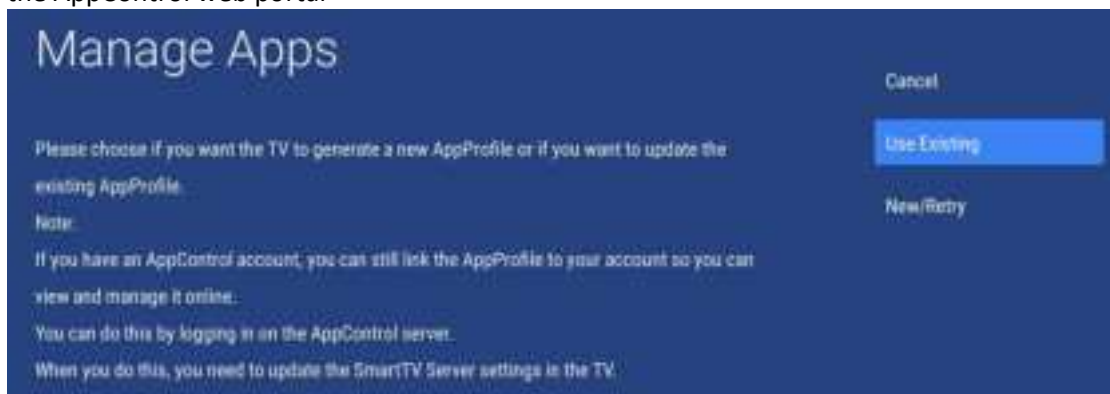 Manage Apps
Cancel
Please choose if you want the TV to generate a new AppProfile or if you want to update the
Use Existing
existing AppProfile.
New/Retry
Note:
If you have an AppControl account, you can still link the AppProfile to your account so you can
view and manage it online.
You can do this by logging in on the AppControl server.
When you do this, you need to update the SmartTV Server settings in the TV.